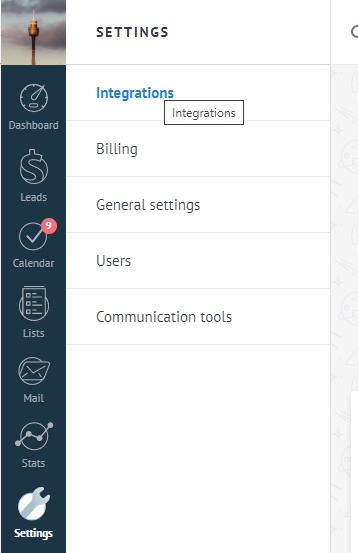 SETTINGS
Integrations
Integrations
Billing
General settings
Users
Communication tools
Dashboard
Leads
9
Calendar
Lists
Mail
Stats
Settings